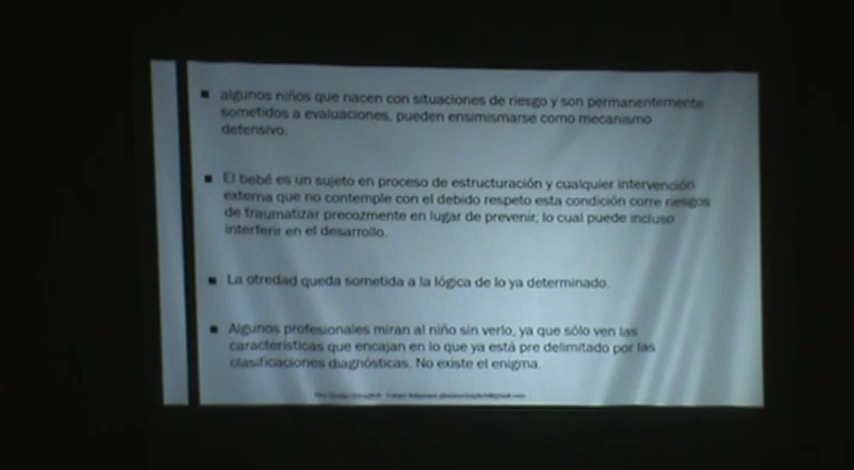 algunos niños que nacen con situaciones de riesgo y son permanentemente
sometidos a evaluaciones, pueden ensimismarse como mecanismo
defensivo.
El bebé es un sujeto en proceso de estructuración y cualquier intervención
externa que no contemple con el debido respeto esta condición corre riesgos
de traumatizar precozmente en lugar de prevenir, lo cual puede incluso
interferir en el desarrollo.
La otredad queda sometida a la lógica de lo ya determinado.
Algunos profesionales miran al niño sin verlo, ya que sólo ven las
características que encajan en lo que ya está pre delimitado por las
clasificaciones diagnósticas. No existe el enigma.